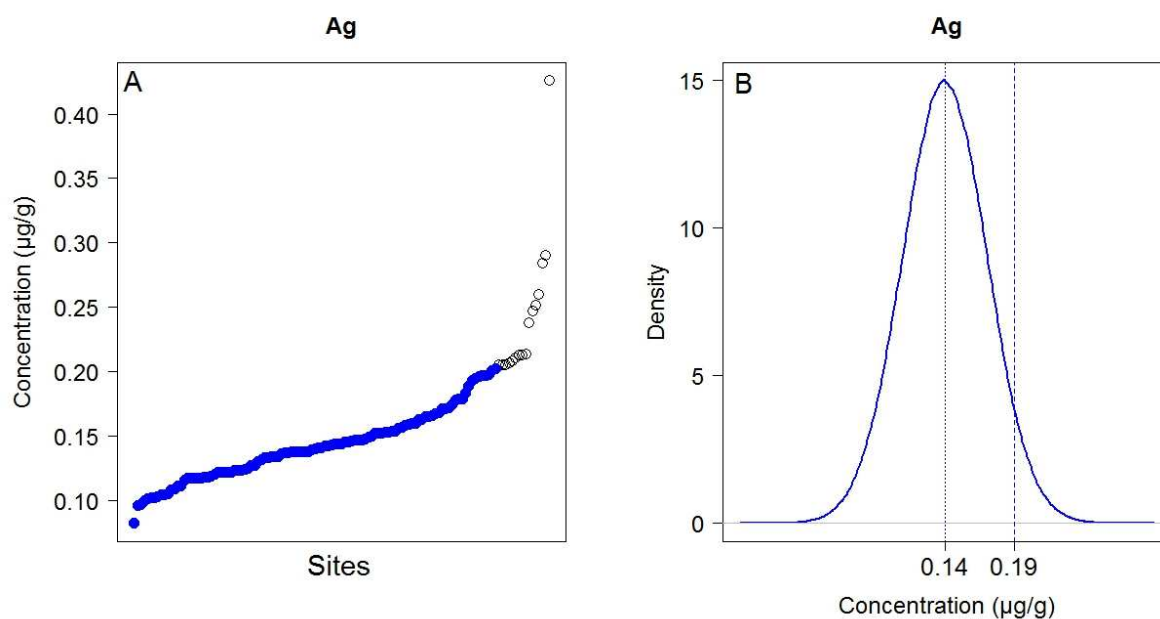 Ag
A
Concentration (µg/g)
0.40
0.35
0.30
0.25
0.20
0.15
0.10
Sites
Ag
B
Density
15
10
5
0
0.14 0.19
Concentration (µg/g)